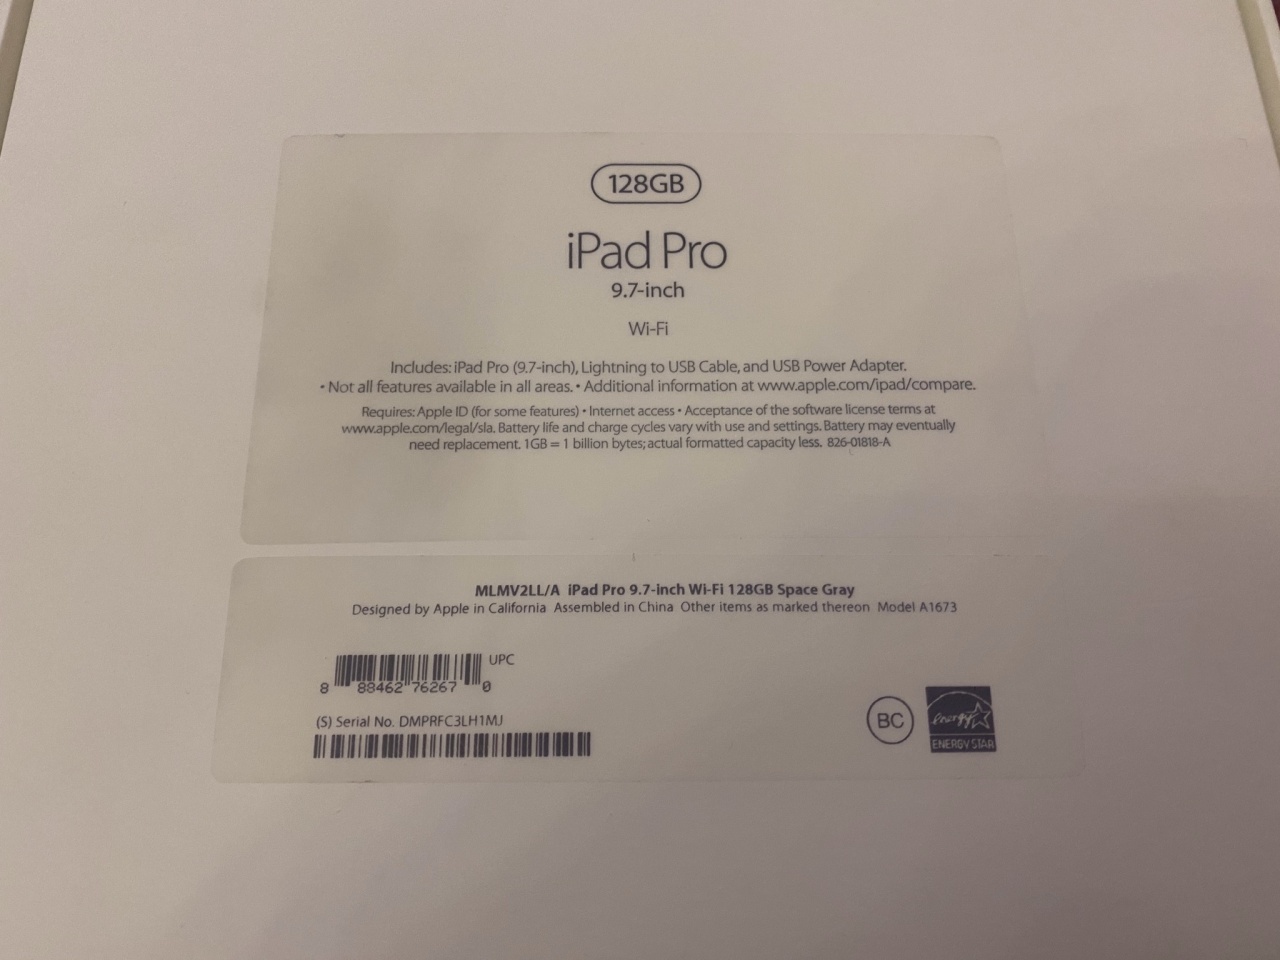 128GB
iPad Pro
9.7-inch
Wi-Fi
Includes: iPad Pro (9.7-inch), Lightning to USB Cable, and USB Power Adapter.
• Not all features available in all areas. • Additional information at www.apple.com/ipad/compare.
Requires: Apple ID (for some features) • Internet access • Acceptance of the software license terms at
www.apple.com/legal/sla. Battery life and charge cycles vary with use and settings. Battery may eventually
need replacement. 1GB = 1 billion bytes; actual formatted capacity less. 826-01818-A
MLMV2LL/A iPad Pro 9.7-inch Wi-Fi 128GB Space Gray
Designed by Apple in California Assembled in China Other items as marked thereon Model A1673
UPC
8 88462 76267 0
(S) Serial No. DMPRFC3LH1MJ
BC
energy
ENERGY STAR